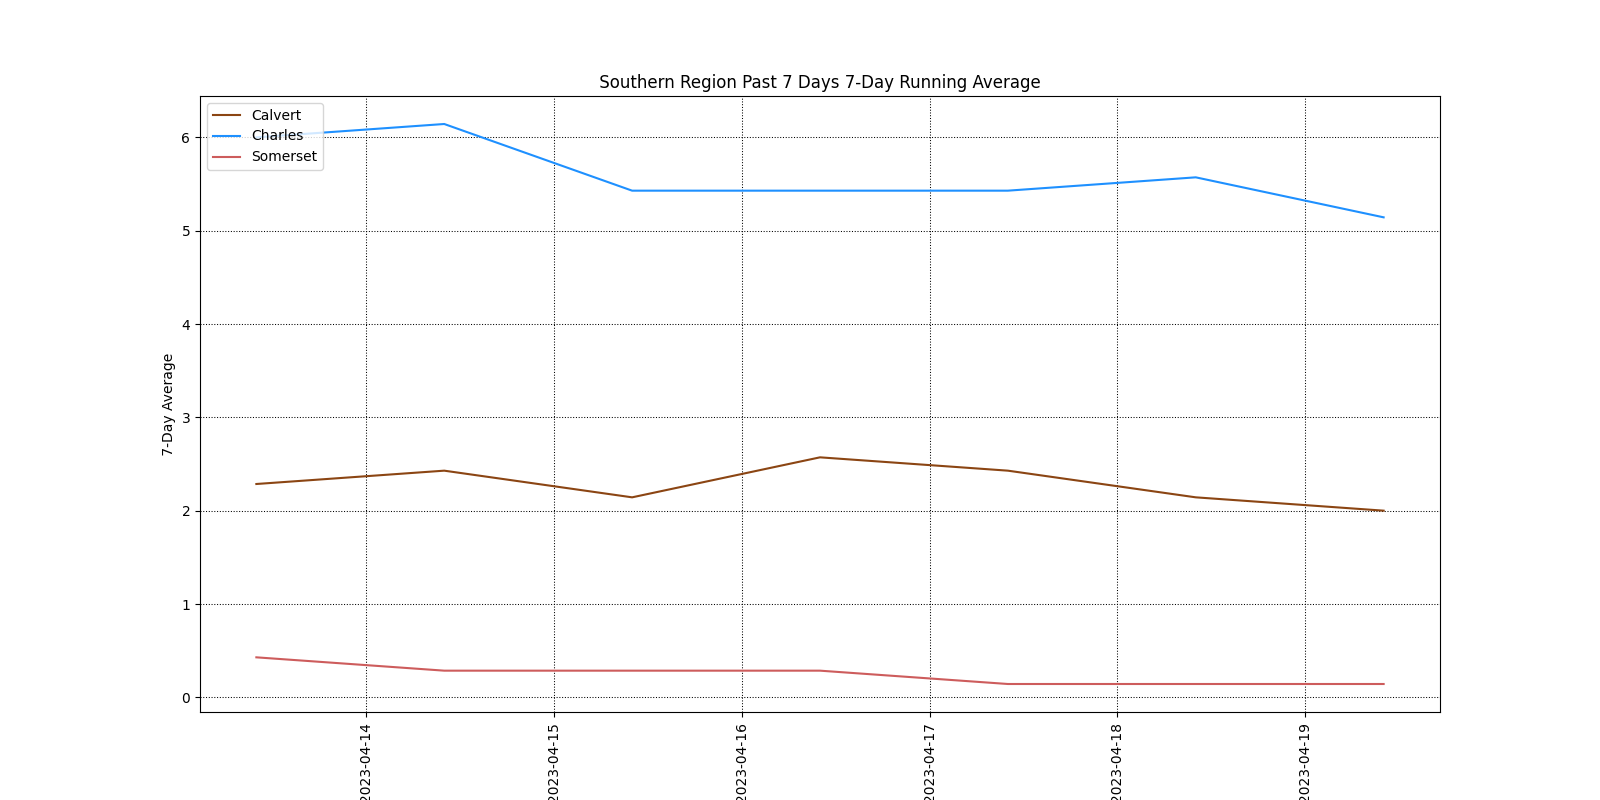 Southern Region Past 7 Days 7-Day Running Average
Calvert
Charles
Somerset
7-Day Average
6
5
4
3
2
1
0
2023-04-14
2023-04-15
2023-04-16
2023-04-17
2023-04-18
2023-04-19